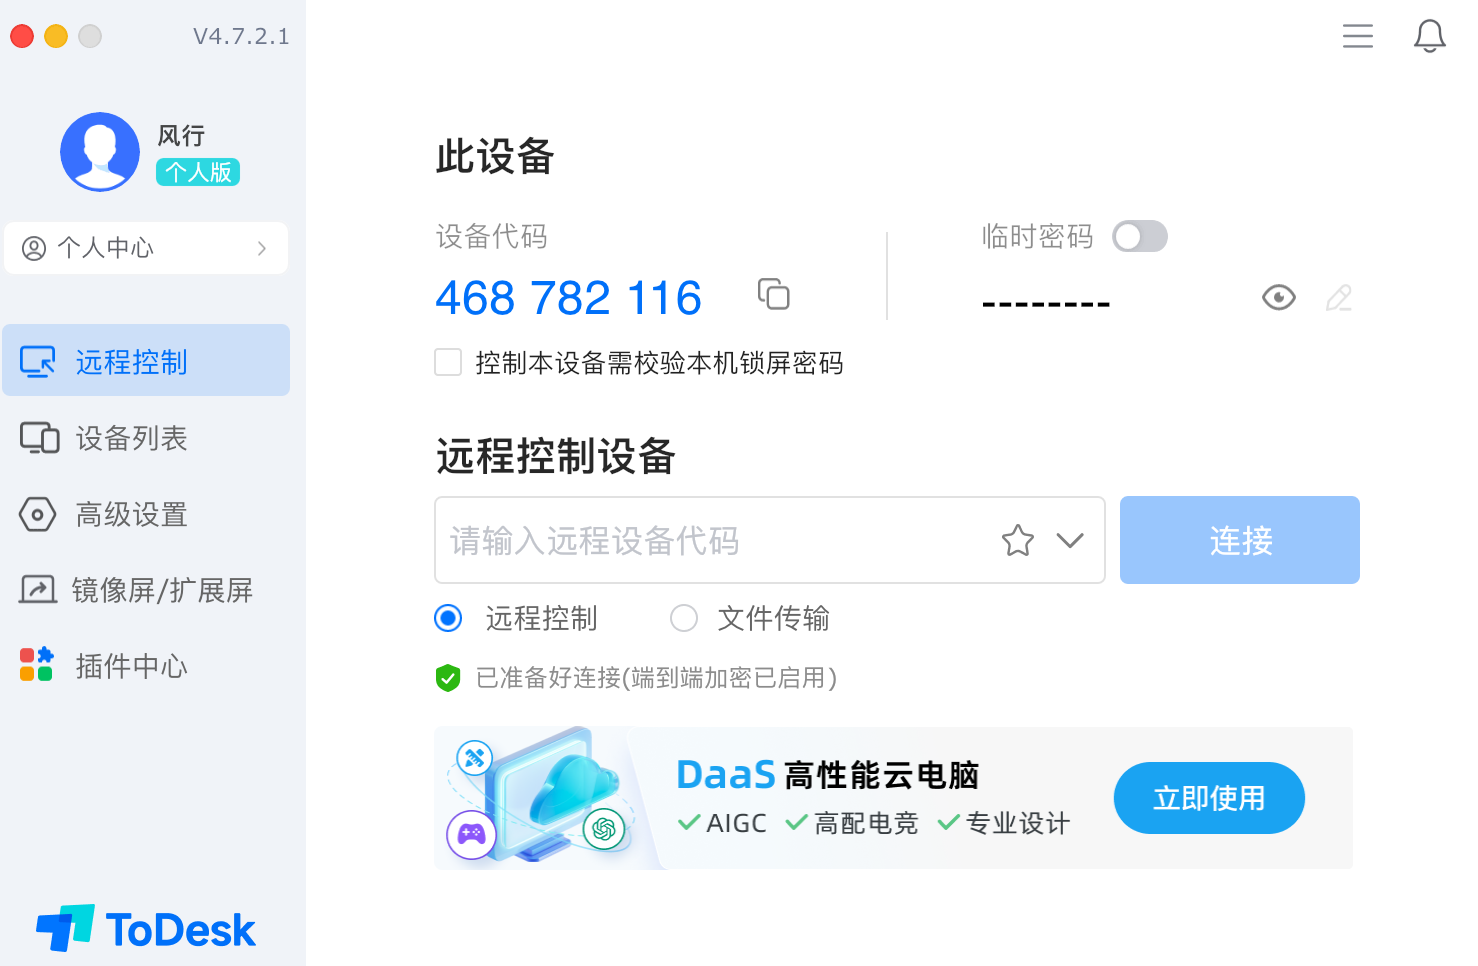 V4.7.2.1
风行
个人版
个人中心
远程控制
设备列表
高级设置
镜像屏/扩展屏
插件中心
ToDesk
此设备
设备代码
468 782 116
临时密码
--------
控制本设备需校验本机锁屏密码
远程控制设备
请输入远程设备代码
连接
远程控制
文件传输
已准备好连接(端到端加密已启用)
DaaS 高性能云电脑
AIGC 高配电竞 专业设计
立即使用